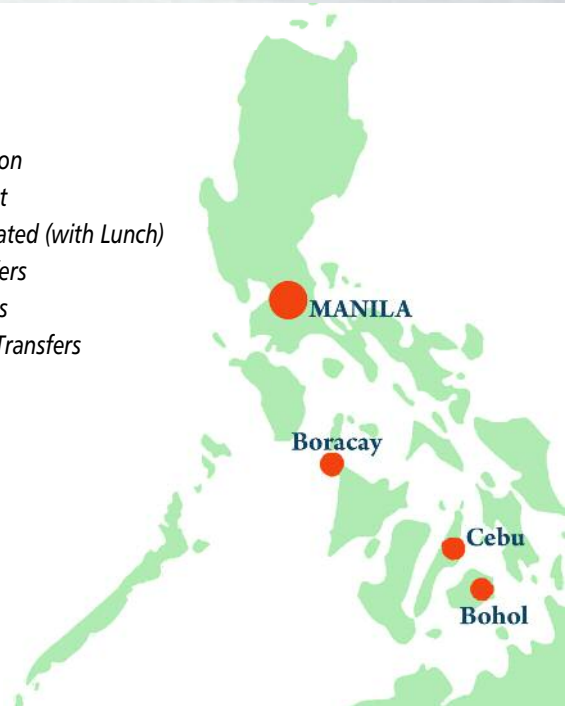 on
t
ated (with Lunch)
ers
s
Transfers
MANILA
Boracay
Cebu
Bohol